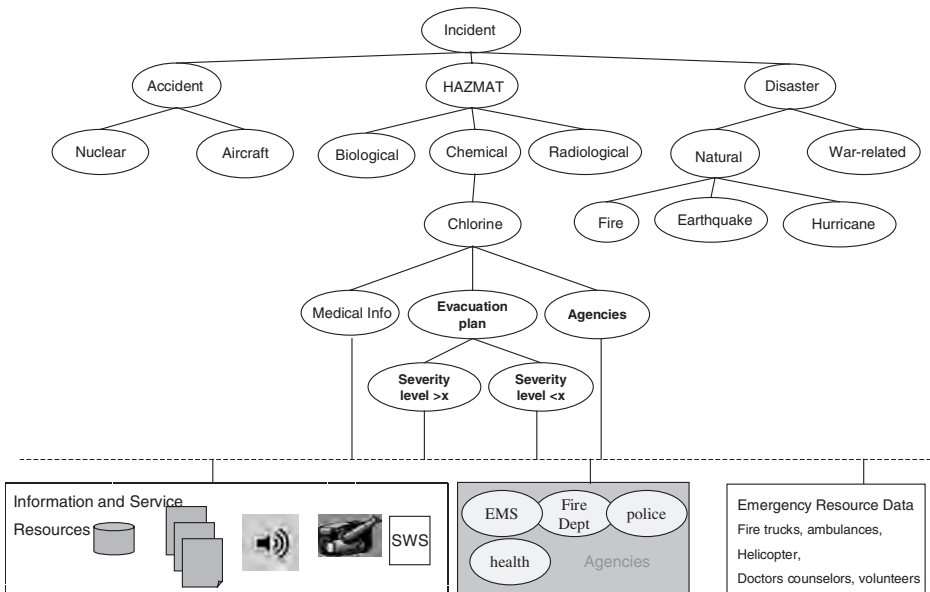 Incident
Accident
HAZMAT
Disaster
Nuclear
Aircraft
Biological
Chemical
Radiological
Natural
War-related
Chlorine
Fire
Earthquake
Hurricane
Medical Info
Evacuation
plan
Agencies
Severity
level >x
Severity
level <x
Information and Service
Resources
SWS
EMS
Fire
Dept
police
health
Agencies
Emergency Resource Data
Fire trucks, ambulances,
Helicopter,
Doctors counselors, volunteers